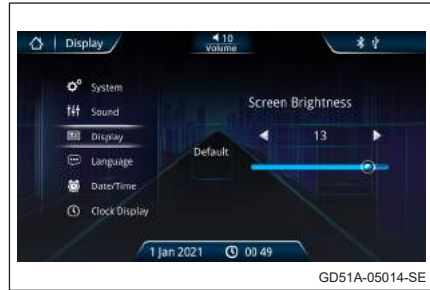 Display
10
Volume
System
Sound
Display
Language
Date/Time
Clock Display
Screen Brightness
Default
13
1 Jan 2021 00 49
GD51A-05014-SE